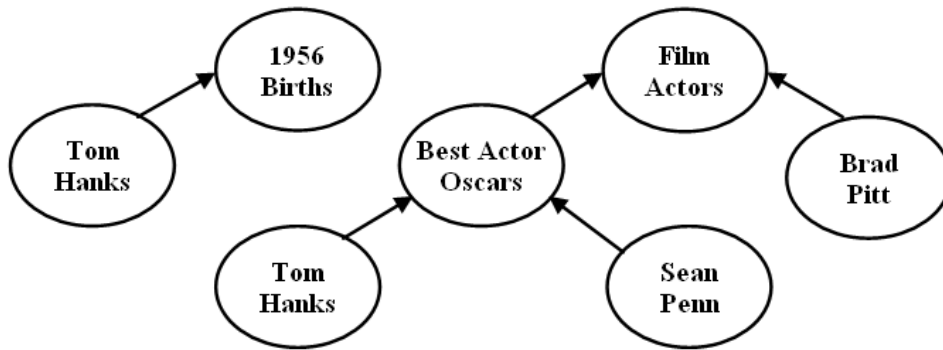 1956
Births
Film
Actors
Tom
Hanks
Best Actor
Oscars
Brad
Pitt
Tom
Hanks
Sean
Penn